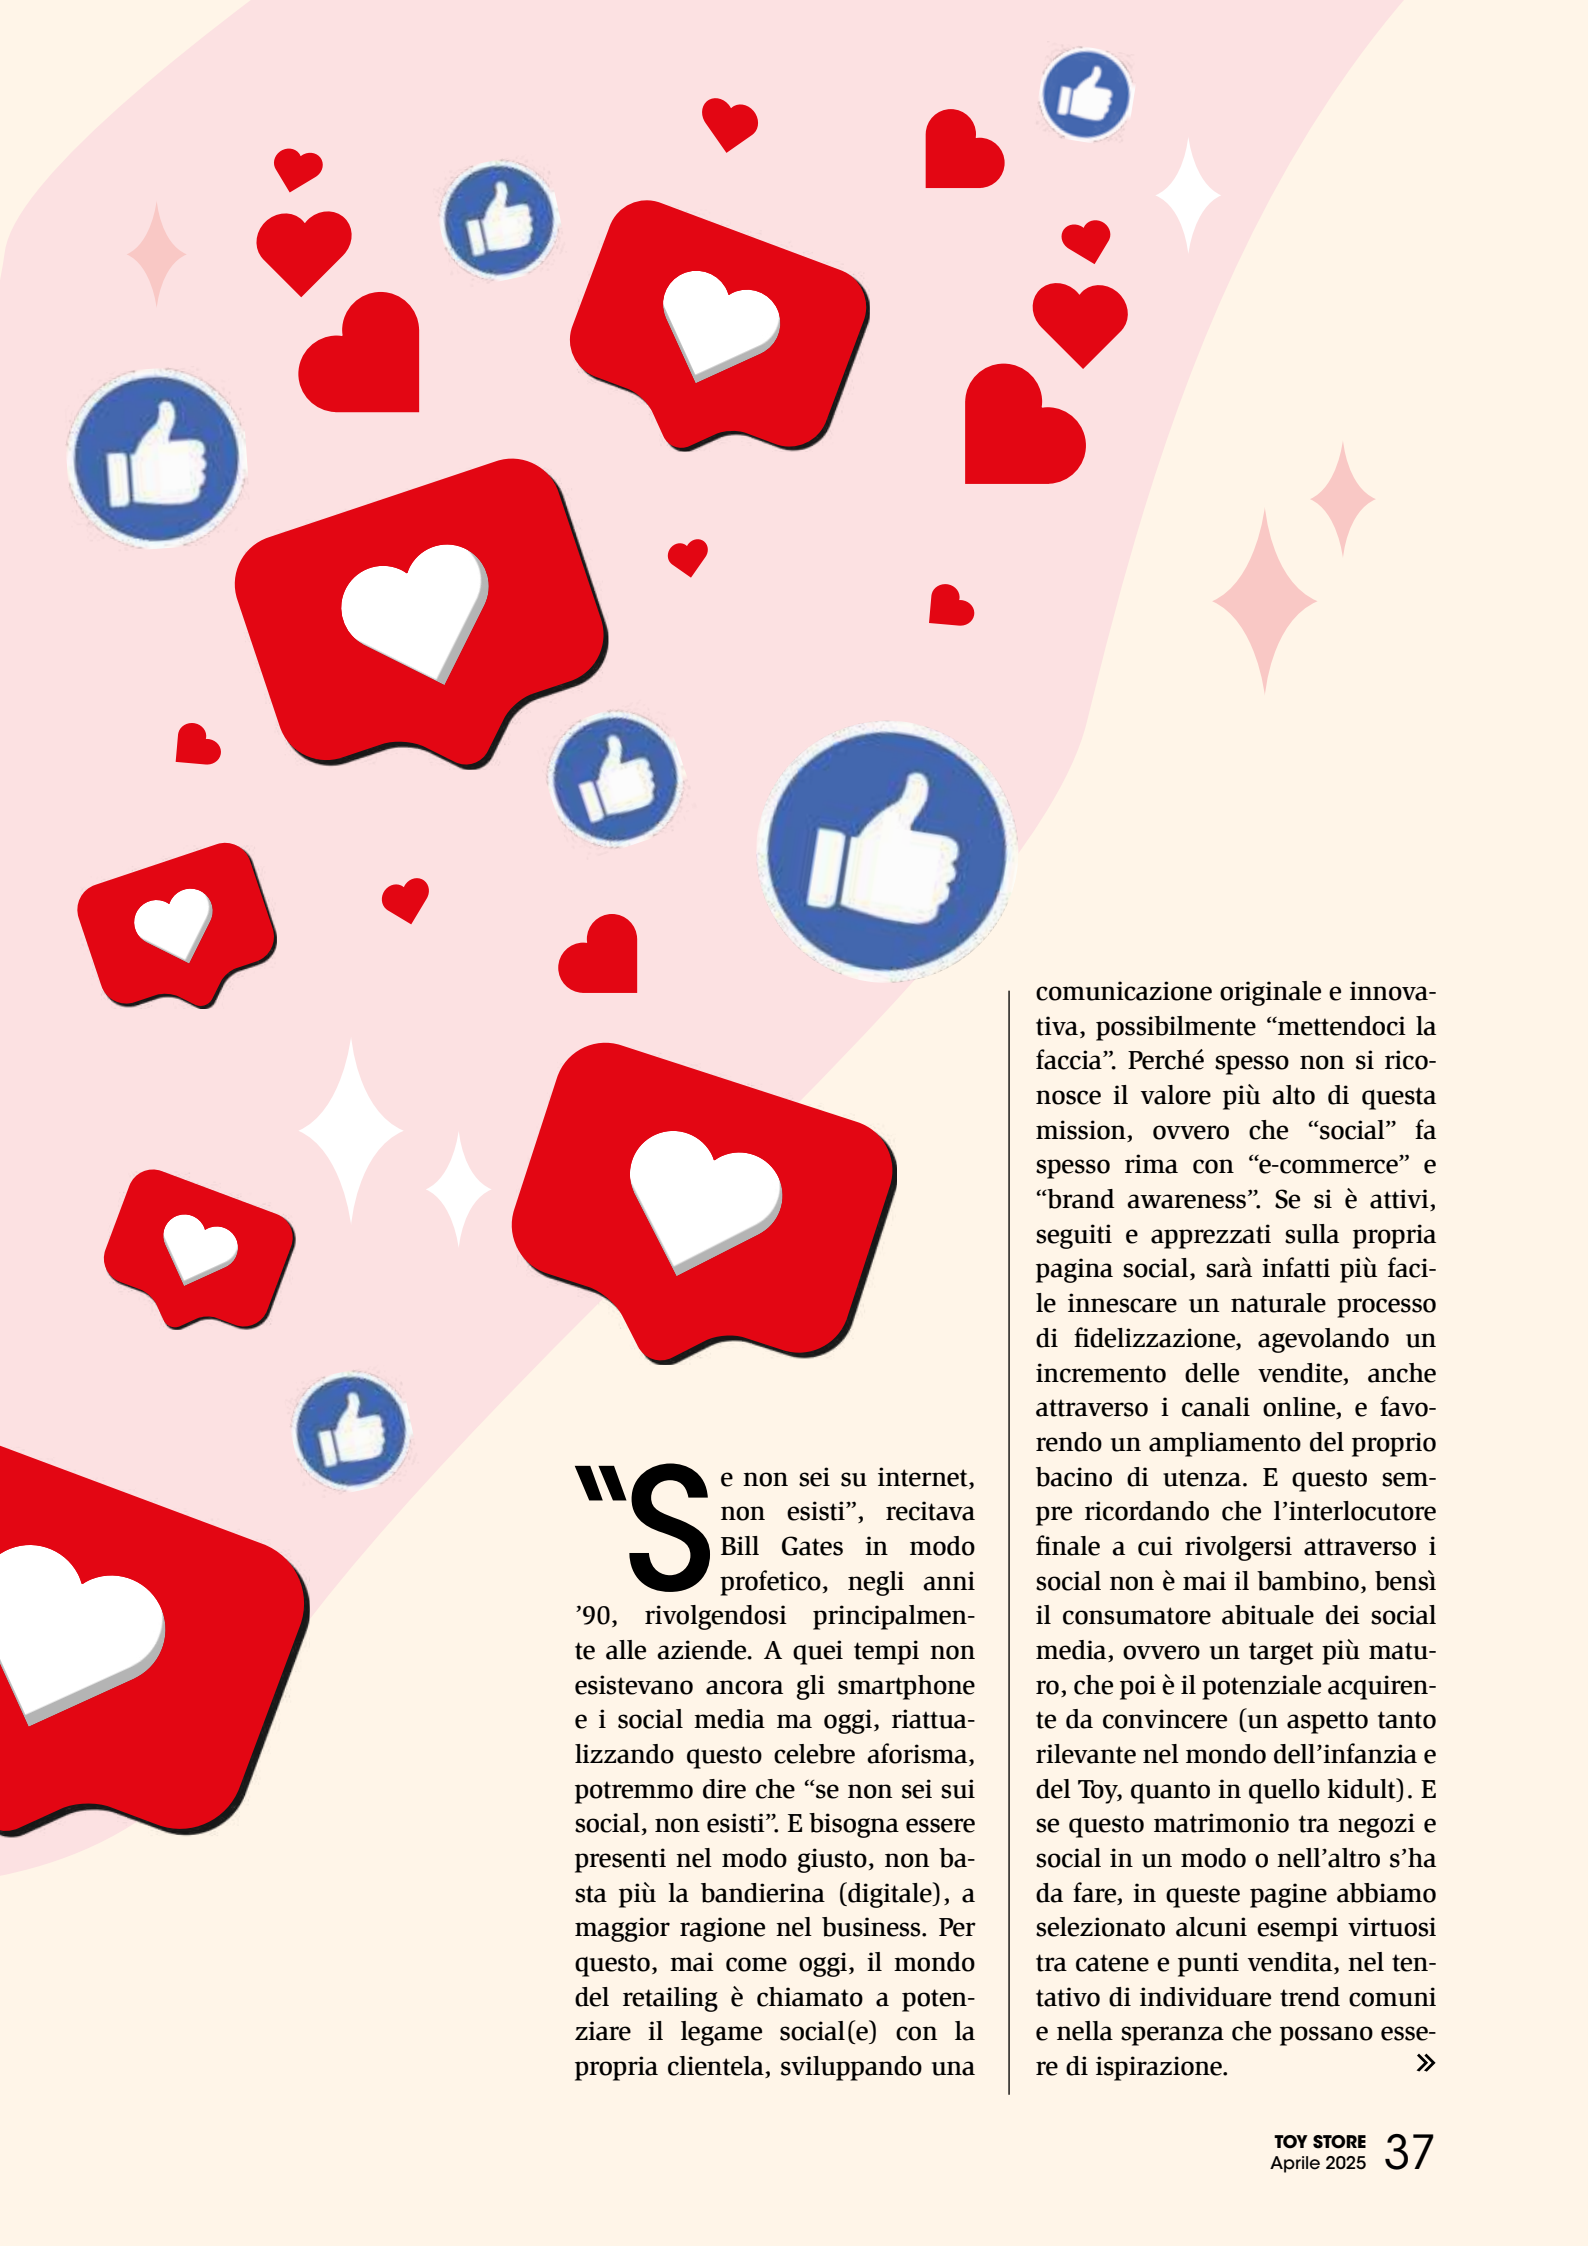 “Se non sei su internet,
non esisti”, recitava
Bill Gates in modo
profetico, negli anni
’90, rivolgendosi principalmen-
te alle aziende. A quei tempi non
esistevano ancora gli smartphone
e i social media ma oggi, riattua-
lizzando questo celebre aforisma,
potremmo dire che “se non sei sui
social, non esisti”. E bisogna essere
presenti nel modo giusto, non ba-
sta più la bandierina (digitale), a
maggior ragione nel business. Per
questo, mai come oggi, il mondo
del retailing è chiamato a poten-
ziare il legame social(e) con la
propria clientela, sviluppando una
comunicazione originale e innova-
tiva, possibilmente “mettendoci la
faccia”. Perché spesso non si rico-
nosce il valore più alto di questa
mission, ovvero che “social” fa
spesso rima con “e-commerce” e
“brand awareness”. Se si è attivi,
seguiti e apprezzati sulla propria
pagina social, sarà infatti più faci-
le innescare un naturale processo
di fidelizzazione, agevolando un
incremento delle vendite, anche
attraverso i canali online, e favo-
rendo un ampliamento del proprio
bacino di utenza. E questo sem-
pre ricordando che l’interlocutore
finale a cui rivolgersi attraverso i
social non è mai il bambino, bensì
il consumatore abituale dei social
media, ovvero un target più matu-
ro, che poi è il potenziale acquiren-
te da convincere (un aspetto tanto
rilevante nel mondo dell’infanzia e
del Toy, quanto in quello kidult). E
se questo matrimonio tra negozi e
social in un modo o nell’altro s’ha
da fare, in queste pagine abbiamo
selezionato alcuni esempi virtuosi
tra catene e punti vendita, nel ten-
tativo di individuare trend comuni
e nella speranza che possano esse-
re di ispirazione. »
TOY STORE
Aprile 2025 37